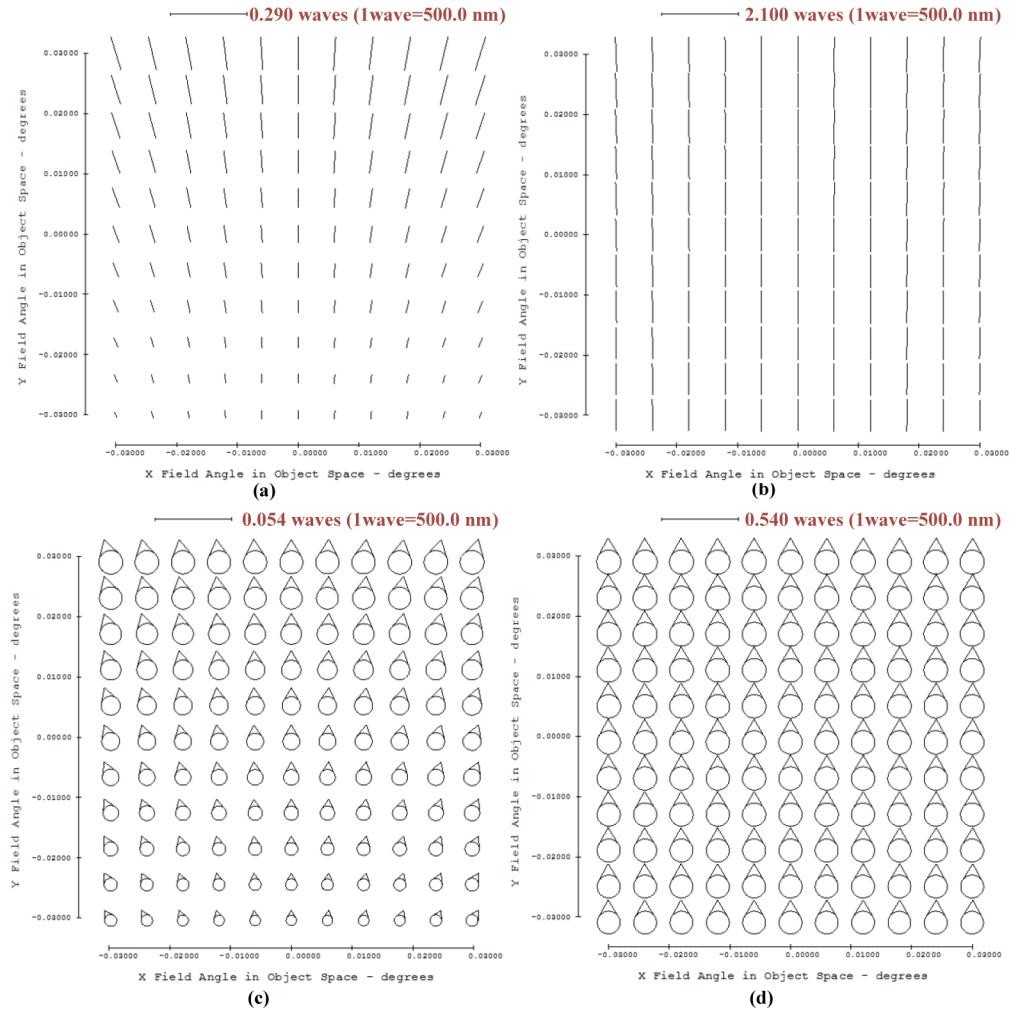 0.290 waves (1wave=500.0 nm)
0.03000
0.02000
0.01000
0.00000
-0.01000
-0.02000
-0.03000
Y Field Angle in Object Space - degrees
-0.03000 -0.02000 -0.01000 0.00000 0.01000 0.02000 0.03000
X Field Angle in Object Space - degrees
(a)
2.100 waves (1wave=500.0 nm)
0.03000
0.02000
0.01000
0.00000
-0.01000
-0.02000
-0.03000
Y Field Angle in Object Space - degrees
-0.03000 -0.02000 -0.01000 0.00000 0.01000 0.02000 0.03000
X Field Angle in Object Space - degrees
(b)
0.054 waves (1wave=500.0 nm)
0.03000
0.02000
0.01000
0.00000
-0.01000
-0.02000
-0.03000
Y Field Angle in Object Space - degrees
-0.03000 -0.02000 -0.01000 0.00000 0.01000 0.02000 0.03000
X Field Angle in Object Space - degrees
(c)
0.540 waves (1wave=500.0 nm)
0.03000
0.02000
0.01000
0.00000
-0.01000
-0.02000
-0.03000
Y Field Angle in Object Space - degrees
-0.03000 -0.02000 -0.01000 0.00000 0.01000 0.02000 0.03000
X Field Angle in Object Space - degrees
(d)